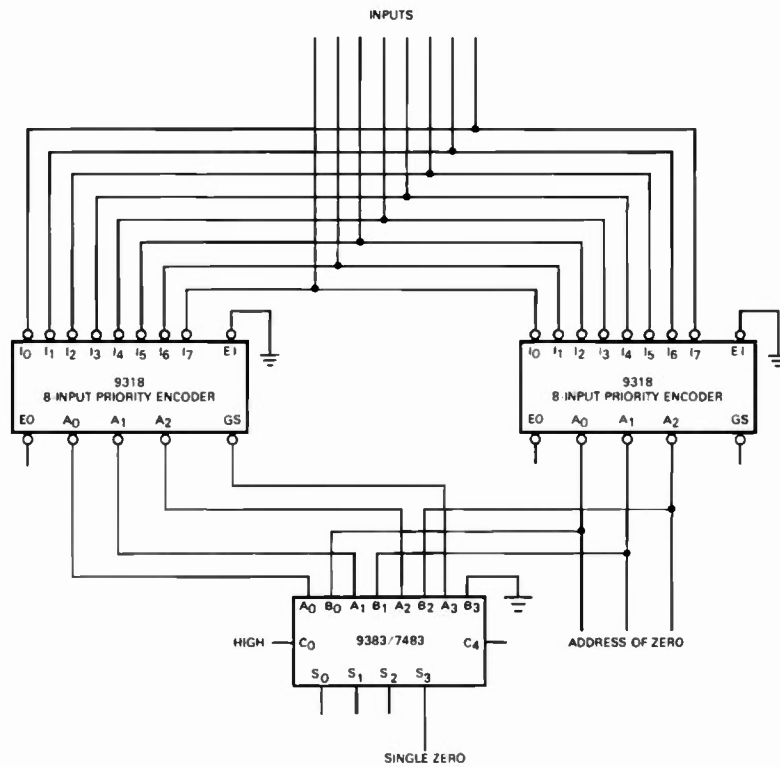 INPUTS
I0 I1 I2 I3 I4 I5 I6 I7 EI
9318
8-INPUT PRIORITY ENCODER
EO A0 A1 A2 GS
I0 I1 I2 I3 I4 I5 I6 I7 EI
9318
8-INPUT PRIORITY ENCODER
EO A0 A1 A2 GS
A0 B0 A1 B1 A2 B2 A3 B3
HIGH C0 9383/7483 C4
S0 S1 S2 S3
ADDRESS OF ZERO
SINGLE ZERO